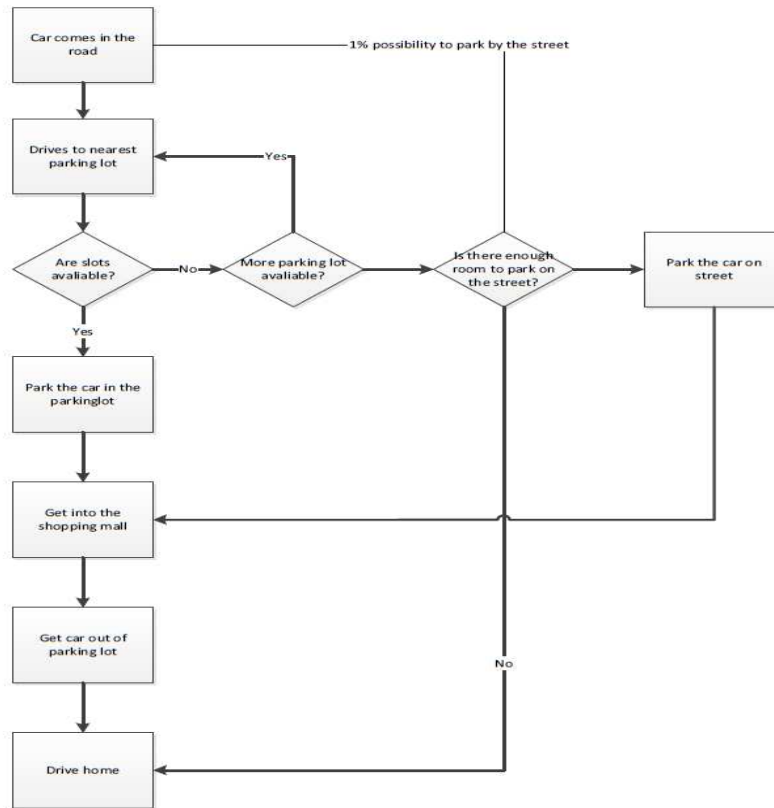 Car comes in the
road
1% possibility to park by the street
Drives to nearest
parking lot
Yes
Are slots
avaliable?
No
More parking lot
avaliable?
Is there enough
room to park on
the street?
Park the car on
street
Yes
Park the car in the
parkinglot
Get into the
shopping mall
Get car out of
parking lot
No
Drive home